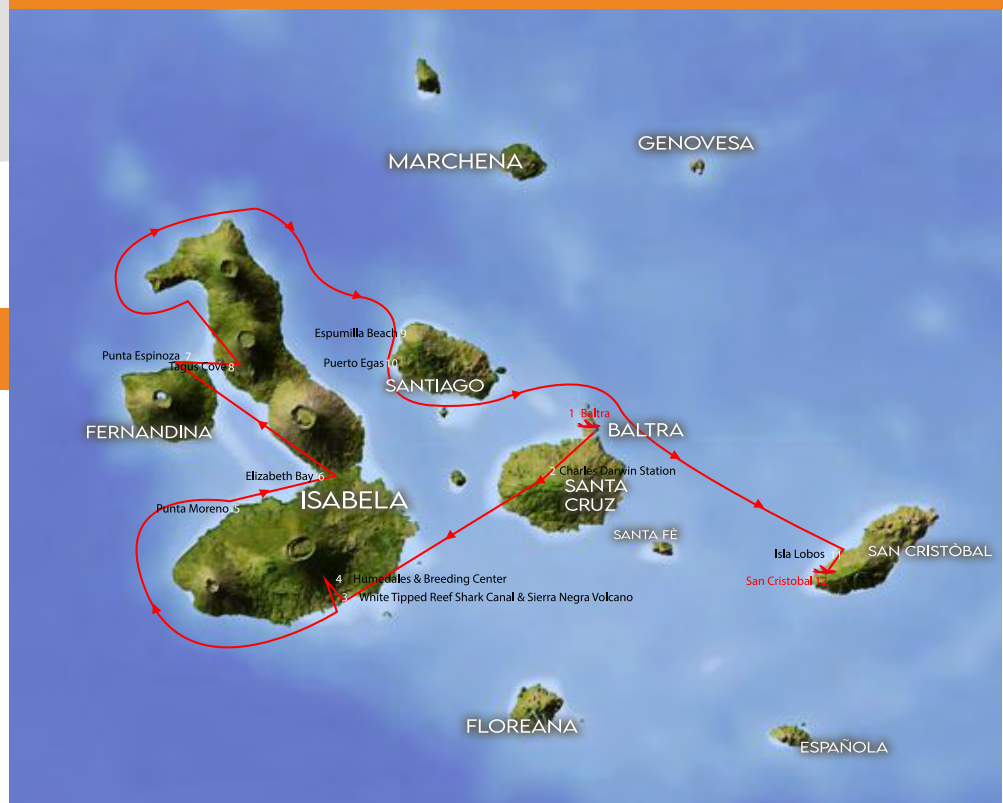 GENOVESA
MARCHENA
Espumilla Beach 9
Punta Espinoza 7
Puerto Egas 10
Tagus Cove 8
SANTIAGO
1 Baltra
BALTRA
FERNANDINA
2 Charles Darwin Station
Elizabeth Bay 6
SANTA
CRUZ
ISABELA
Punta Moreno 5
SANTA FÈ
SAN CRISTÒBAL
Isla Lobos 11
San Cristobal 12
4 Humedales & Breeding Center
3 White Tipped Reef Shark Canal & Sierra Negra Volcano
FLOREANA
ESPAÑOLA